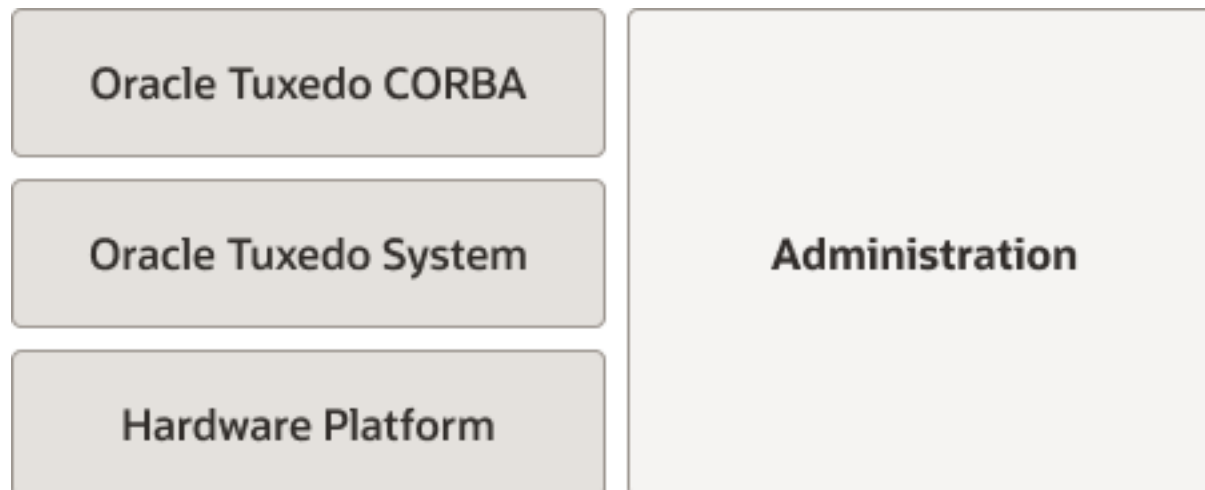 Oracle Tuxedo CORBA
Oracle Tuxedo System
Administration
Hardware Platform